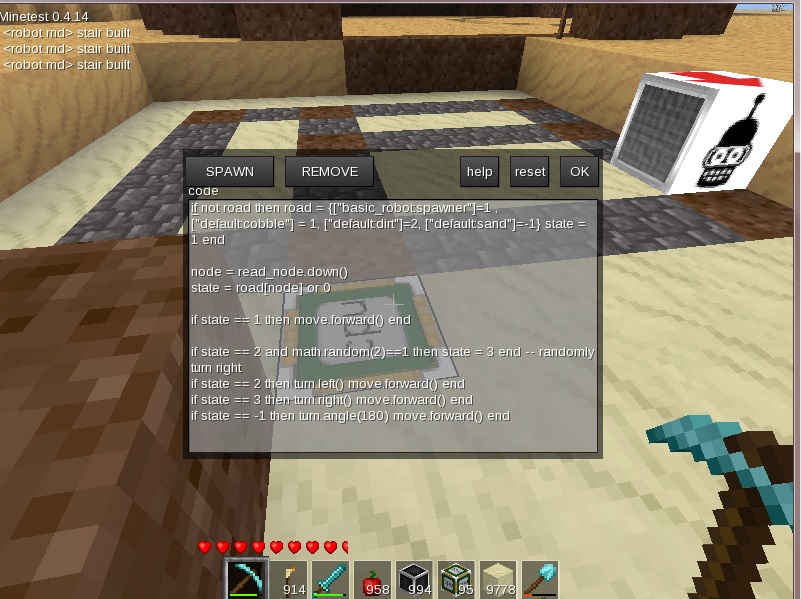 Minetest 0.4.14
<robot rnd> stair built
<robot rnd> stair built
<robot rnd> stair built
SPAWN REMOVE help reset OK
code
if not road then road = {["basic_robot:spawner"]=1 ,
["default:cobble"] = 1, ["default:dirt"]=2, ["default:sand"]=-1} state =
1 end
node = read_node.down()
state = road[node] or 0
if state == 1 then move.forward() end
if state == 2 and math.random(2)==1 then state = 3 end -- randomly
turn right
if state == 2 then turn.left() move.forward() end
if state == 3 then turn.right() move.forward() end
if state == -1 then turn.angle(180) move.forward() end
914 958 994 95 9778